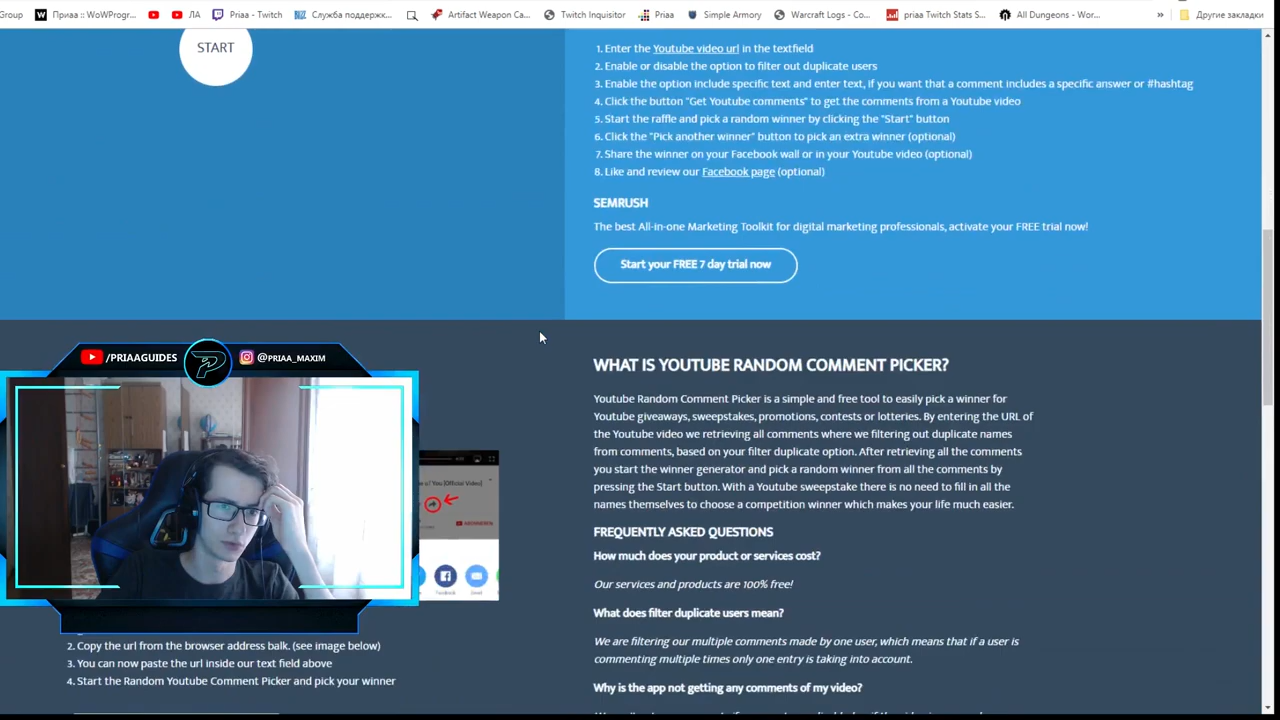 Group
W Приаа :: WoWProgr...
ЛА
Priaa - Twitch
Служба поддержк...
Artifact Weapon Ca...
Twitch Inquisitor
Priaa
Simple Armory
Warcraft Logs - Co...
priaa Twitch Stats S...
All Dungeons - Wor...
»
Другие закладки
START
1. Enter the Youtube video url in the textfield
2. Enable or disable the option to filter out duplicate users
3. Enable the option include specific text and enter text, if you want that a comment includes a specific answer or #hashtag
4. Click the button "Get Youtube comments" to get the comments from a Youtube video
5. Start the raffle and pick a random winner by clicking the "Start" button
6. Click the "Pick another winner" button to pick an extra winner (optional)
7. Share the winner on your Facebook wall or in your Youtube video (optional)
8. Like and review our Facebook page (optional)
SEMRUSH
The best All-in-one Marketing Toolkit for digital marketing professionals, activate your FREE trial now!
Start your FREE 7 day trial now
/PRIAAGUIDES
@PRIAA_MAXIM
You [Official Video]
Facebook
Email
2. Copy the url from the browser address balk. (see image below)
3. You can now paste the url inside our text field above
4. Start the Random Youtube Comment Picker and pick your winner
WHAT IS YOUTUBE RANDOM COMMENT PICKER?
Youtube Random Comment Picker is a simple and free tool to easily pick a winner for
Youtube giveaways, sweepstakes, promotions, contests or lotteries. By entering the URL of
the Youtube video we retrieving all comments where we filtering out duplicate names
from comments, based on your filter duplicate option. After retrieving all the comments
you start the winner generator and pick a random winner from all the comments by
pressing the Start button. With a Youtube sweepstake there is no need to fill in all the
names themselves to choose a competition winner which makes your life much easier.
FREQUENTLY ASKED QUESTIONS
How much does your product or services cost?
Our services and products are 100% free!
What does filter duplicate users mean?
We are filtering our multiple comments made by one user, which means that if a user is
commenting multiple times only one entry is taking into account.
Why is the app not getting any comments of my video?